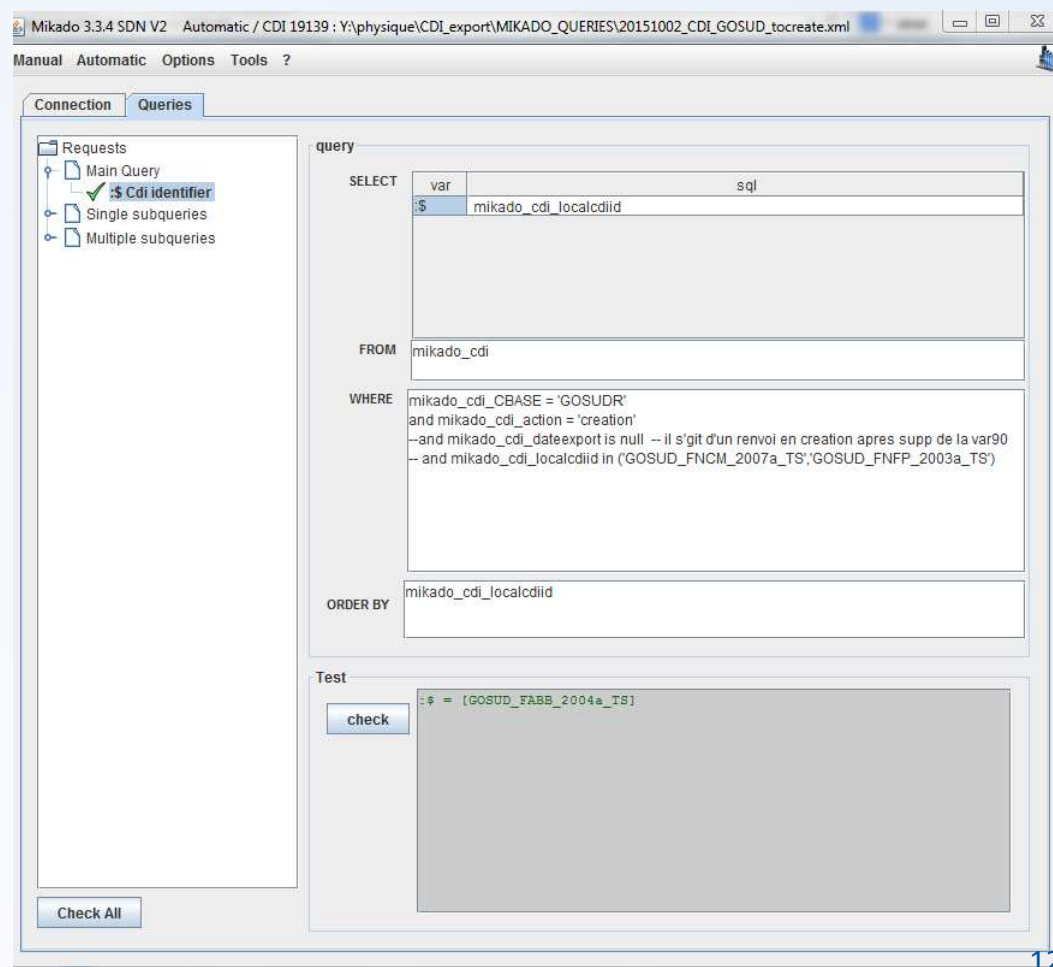 Mikado 3.3.4 SDN V2 Automatic / CDI 19139 : Y:\physique\CDI_export\MIKADO_QUERIES\20151002_CDI_GOSUD_tocreate.xml
Manual Automatic Options Tools ?
Connection Queries
Requests
Main Query
:$ Cdi identifier
Single subqueries
Multiple subqueries
query
SELECT
var sql
:$ mikado_cdi_localcdiid
FROM
mikado_cdi
WHERE
mikado_cdi_CBASE = 'GOSUDR'
and mikado_cdi_action = 'creation'
--and mikado_cdi_dateexport is null -- il s'git d'un renvoi en creation apres supp de la var90
-- and mikado_cdi_localcdiid in ('GOSUD_FNCM_2007a_TS','GOSUD_FNFP_2003a_TS')
ORDER BY
mikado_cdi_localcdiid
Test
check
:$ = [GOSUD_FABB_2004a_TS]
Check All
12